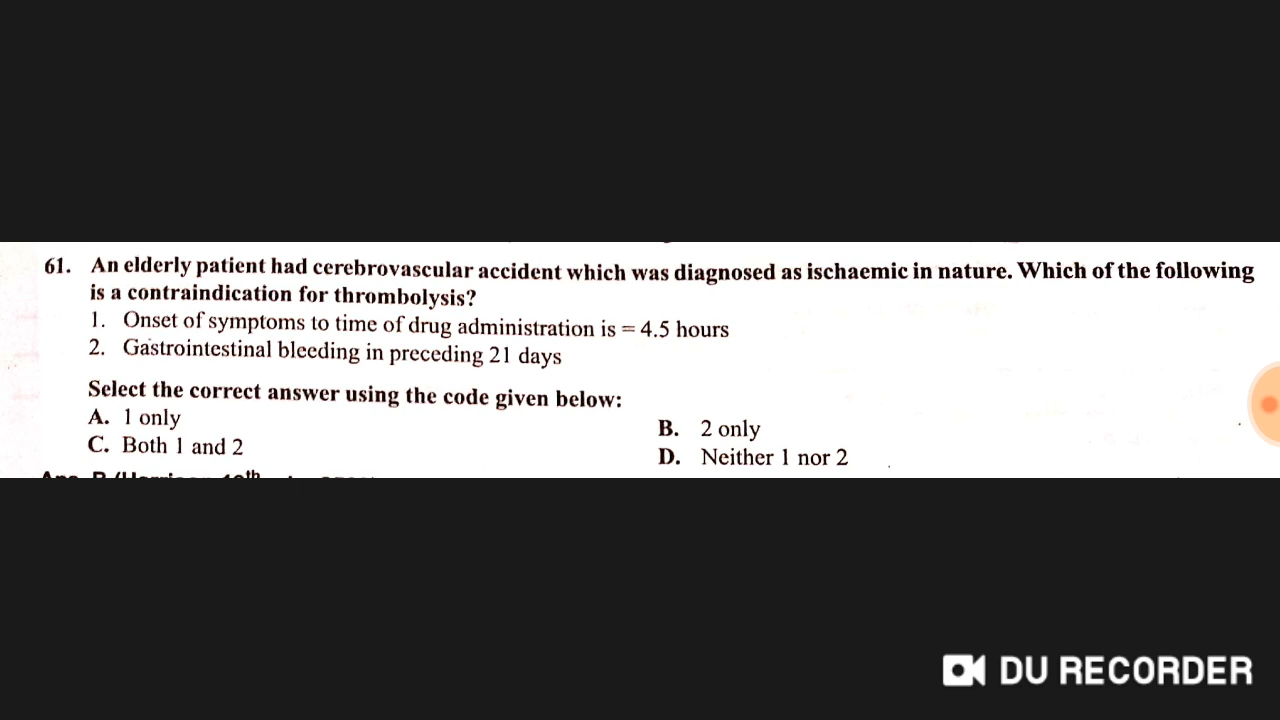 61. An elderly patient had cerebrovascular accident which was diagnosed as ischaemic in nature. Which of the following
is a contraindication for thrombolysis?
1. Onset of symptoms to time of drug administration is = 4.5 hours
2. Gastrointestinal bleeding in preceding 21 days
Select the correct answer using the code given below:
A. 1 only
B. 2 only
C. Both 1 and 2
D. Neither 1 nor 2
DU RECORDER